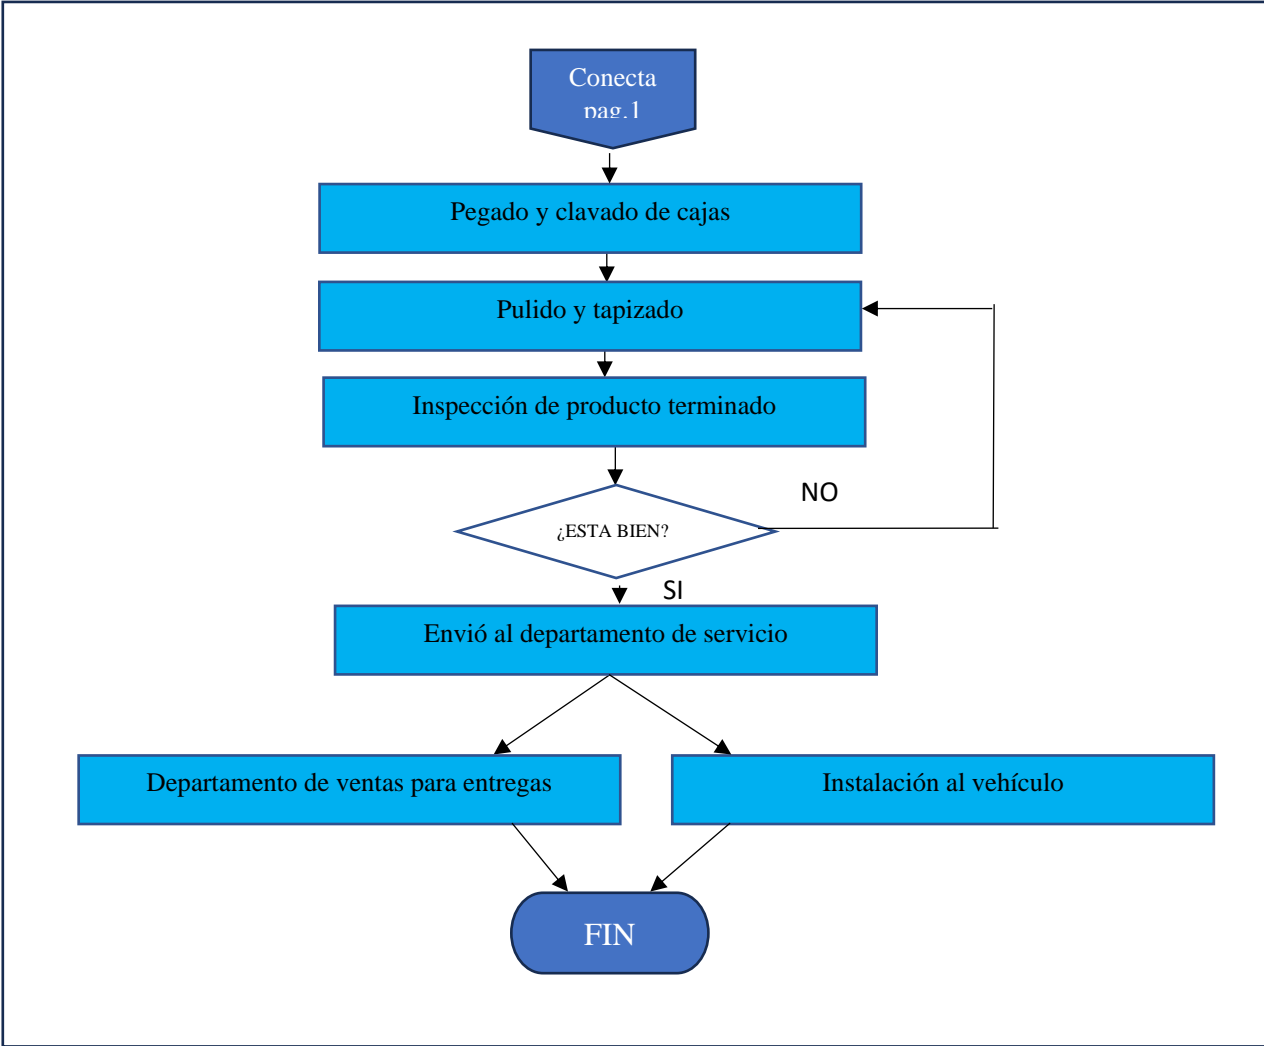 Conecta
pag.1
Pegado y clavado de cajas
Pulido y tapizado
Inspección de producto terminado
NO
¿ESTA BIEN?
SI
Envió al departamento de servicio
Departamento de ventas para entregas
Instalación al vehículo
FIN